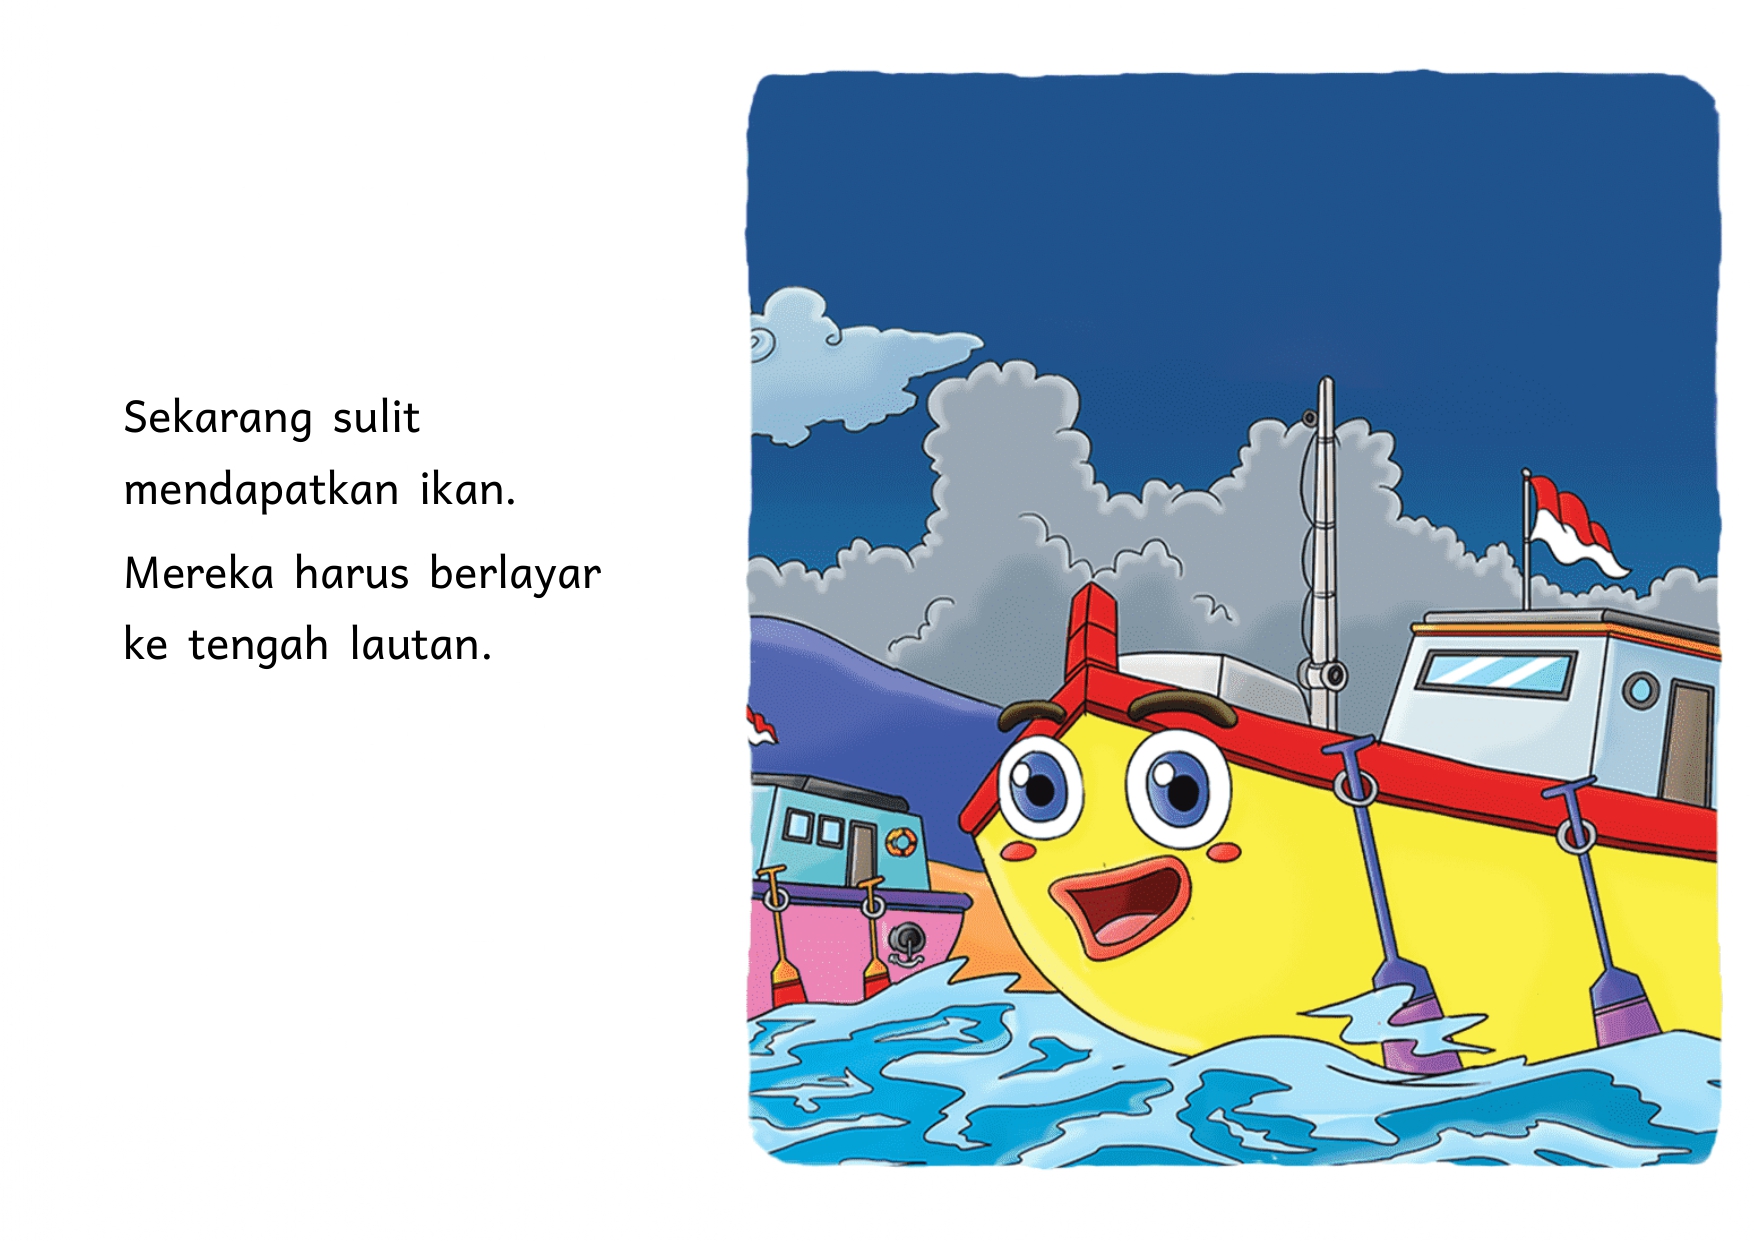 Sekarang sulit
mendapatkan ikan.
Mereka harus berlayar
ke tengah lautan.